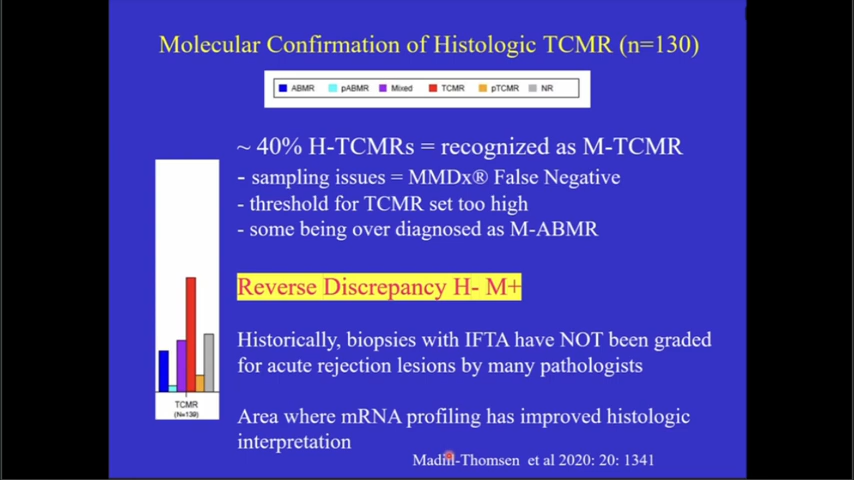 Molecular Confirmation of Histologic TCMR (n=130)
ABMR pABMR Mixed TCMR pTCMR NR
~ 40% H-TCMRs = recognized as M-TCMR
- sampling issues = MMDx® False Negative
- threshold for TCMR set too high
- some being over diagnosed as M-ABMR
Reverse Discrepancy H- M+
Historically, biopsies with IFTA have NOT been graded
for acute rejection lesions by many pathologists
TCMR
(N=139)
Area where mRNA profiling has improved histologic
interpretation
Madill-Thomsen et al 2020: 20: 1341